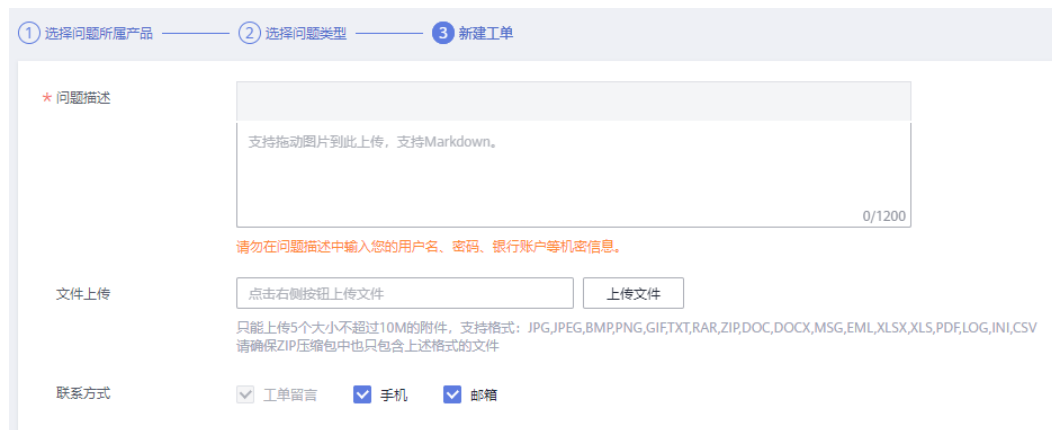 1 选择问题所属产品 2 选择问题类型 3 新建工单
* 问题描述
支持拖动图片到此上传，支持Markdown。
0/1200
请勿在问题描述中输入您的用户名、密码、银行账户等机密信息。
文件上传 点击右侧按钮上传文件 上传文件
只能上传5个大小不超过10M的附件，支持格式：JPG,JPEG,BMP,PNG,GIF,TXT,RAR,ZIP,DOC,DOCX,MSG,EML,XLSX,XLS,PDF,LOG,INI,CSV
请确保ZIP压缩包中也只包含上述格式的文件
联系方式 工单留言 手机 邮箱